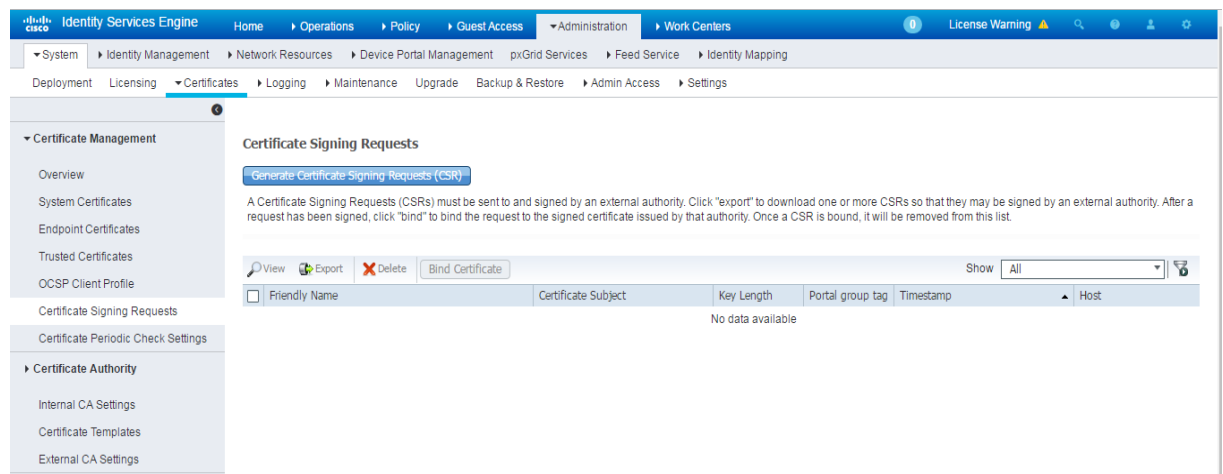 cisco Identity Services Engine Home Operations Policy Guest Access Administration Work Centers 0 License Warning
System Identity Management Network Resources Device Portal Management pxGrid Services Feed Service Identity Mapping
Deployment Licensing Certificates Logging Maintenance Upgrade Backup & Restore Admin Access Settings
Certificate Management
Overview
System Certificates
Endpoint Certificates
Trusted Certificates
OCSP Client Profile
Certificate Signing Requests
Certificate Periodic Check Settings
Certificate Authority
Internal CA Settings
Certificate Templates
External CA Settings
Certificate Signing Requests
Generate Certificate Signing Requests (CSR)
A Certificate Signing Requests (CSRs) must be sent to and signed by an external authority. Click "export" to download one or more CSRs so that they may be signed by an external authority. After a
request has been signed, click "bind" to bind the request to the signed certificate issued by that authority. Once a CSR is bound, it will be removed from this list.
View Export Delete Bind Certificate Show All
Friendly Name Certificate Subject Key Length Portal group tag Timestamp Host
No data available